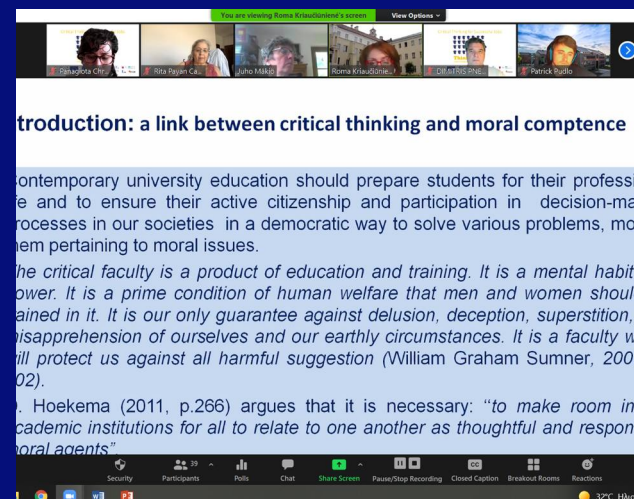 You are viewing Roma Kriaučiūnienė's screen View Options
Panagiota Chr...
Rita Payan Ca...
Juho Mäkiö
Roma Kriaučiūnie...
DIMITRIS PNE...
Patrick Pudlo
troduction: a link between critical thinking and moral comptence
ontemporary university education should prepare students for their professi
fe and to ensure their active citizenship and participation in decision-ma
rocesses in our societies in a democratic way to solve various problems, mo
hem pertaining to moral issues.
he critical faculty is a product of education and training. It is a mental habit
ower. It is a prime condition of human welfare that men and women shoul
ained in it. It is our only guarantee against delusion, deception, superstition,
isapprehension of ourselves and our earthly circumstances. It is a faculty w
ill protect us against all harmful suggestion (William Graham Sumner, 200
02).
. Hoekema (2011, p.266) argues that it is necessary: "to make room in
cademic institutions for all to relate to one another as thoughtful and respon
moral agents"
Security
39
Participants
Polls
Chat
Share Screen
Pause/Stop Recording
CC
Closed Caption
Breakout Rooms
Reactions
32°C